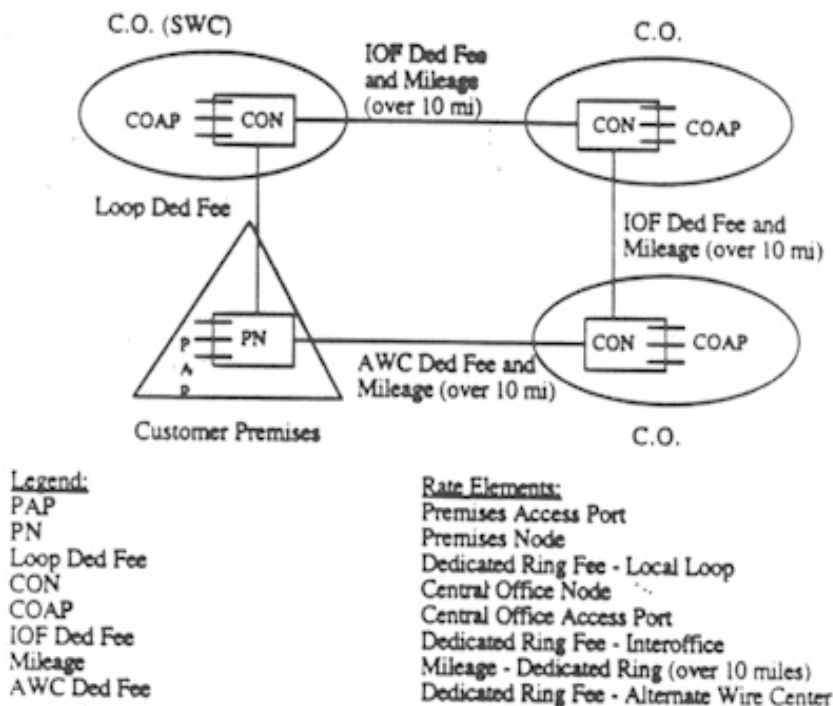 C.O. (SWC)
C.O.
IOF Ded Fee
and Mileage
(over 10 mi)
COAP
CON
CON
COAP
Loop Ded Fee
IOF Ded Fee and
Mileage (over 10 mi)
P
A
P
PN
CON
COAP
AWC Ded Fee and
Mileage (over 10 mi)
Customer Premises
C.O.
Legend:
Rate Elements:
PAP
Premises Access Port
PN
Premises Node
Loop Ded Fee
Dedicated Ring Fee - Local Loop
CON
Central Office Node
COAP
Central Office Access Port
IOF Ded Fee
Dedicated Ring Fee - Interoffice
Mileage
Mileage - Dedicated Ring (over 10 miles)
AWC Ded Fee
Dedicated Ring Fee - Alternate Wire Center